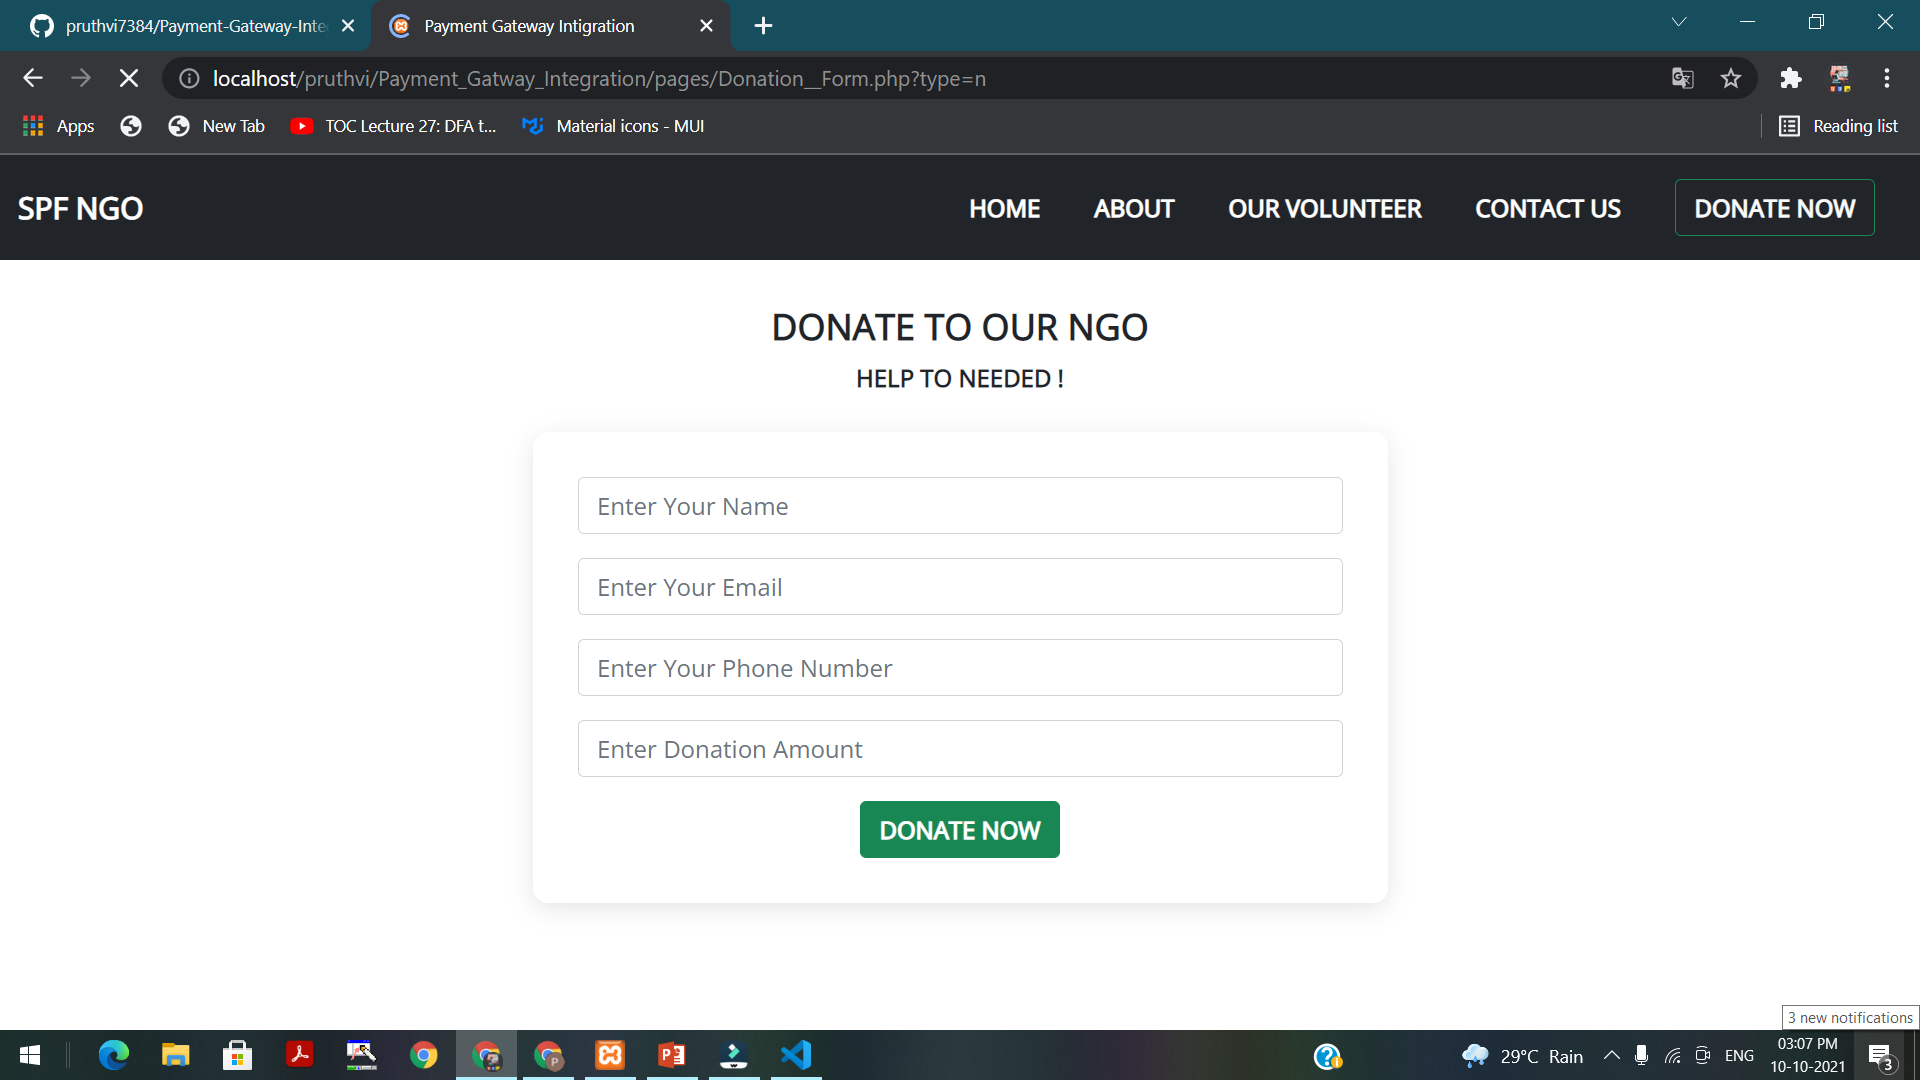 pruthvi7384/Payment-Gateway-Inte
Payment Gateway Intigration
localhost/pruthvi/Payment_Gatway_Integration/pages/Donation__Form.php?type=n
Apps
New Tab
TOC Lecture 27: DFA t...
Material icons - MUI
Reading list
SPF NGO
HOME
ABOUT
OUR VOLUNTEER
CONTACT US
DONATE NOW
DONATE TO OUR NGO
HELP TO NEEDED !
Enter Your Name
Enter Your Email
Enter Your Phone Number
Enter Donation Amount
DONATE NOW
3 new notifications
29°C Rain
ENG
03:07 PM
10-10-2021
3